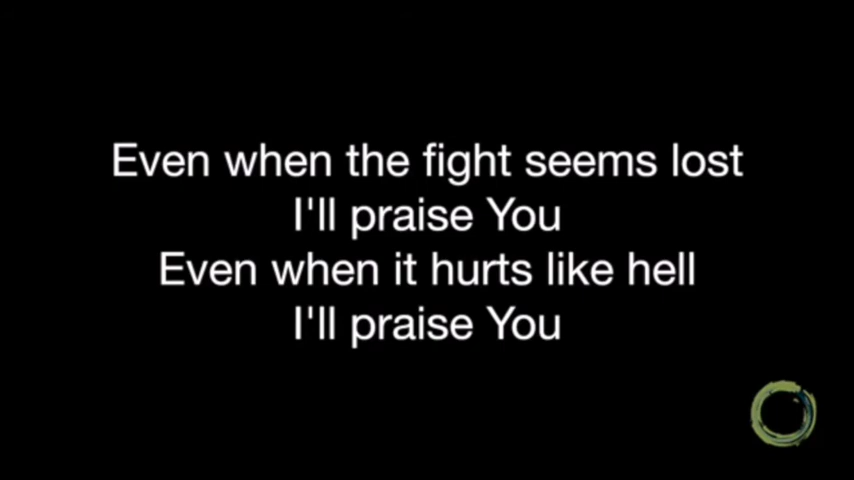 Even when the fight seems lost
I'll praise You
Even when it hurts like hell
I'll praise You